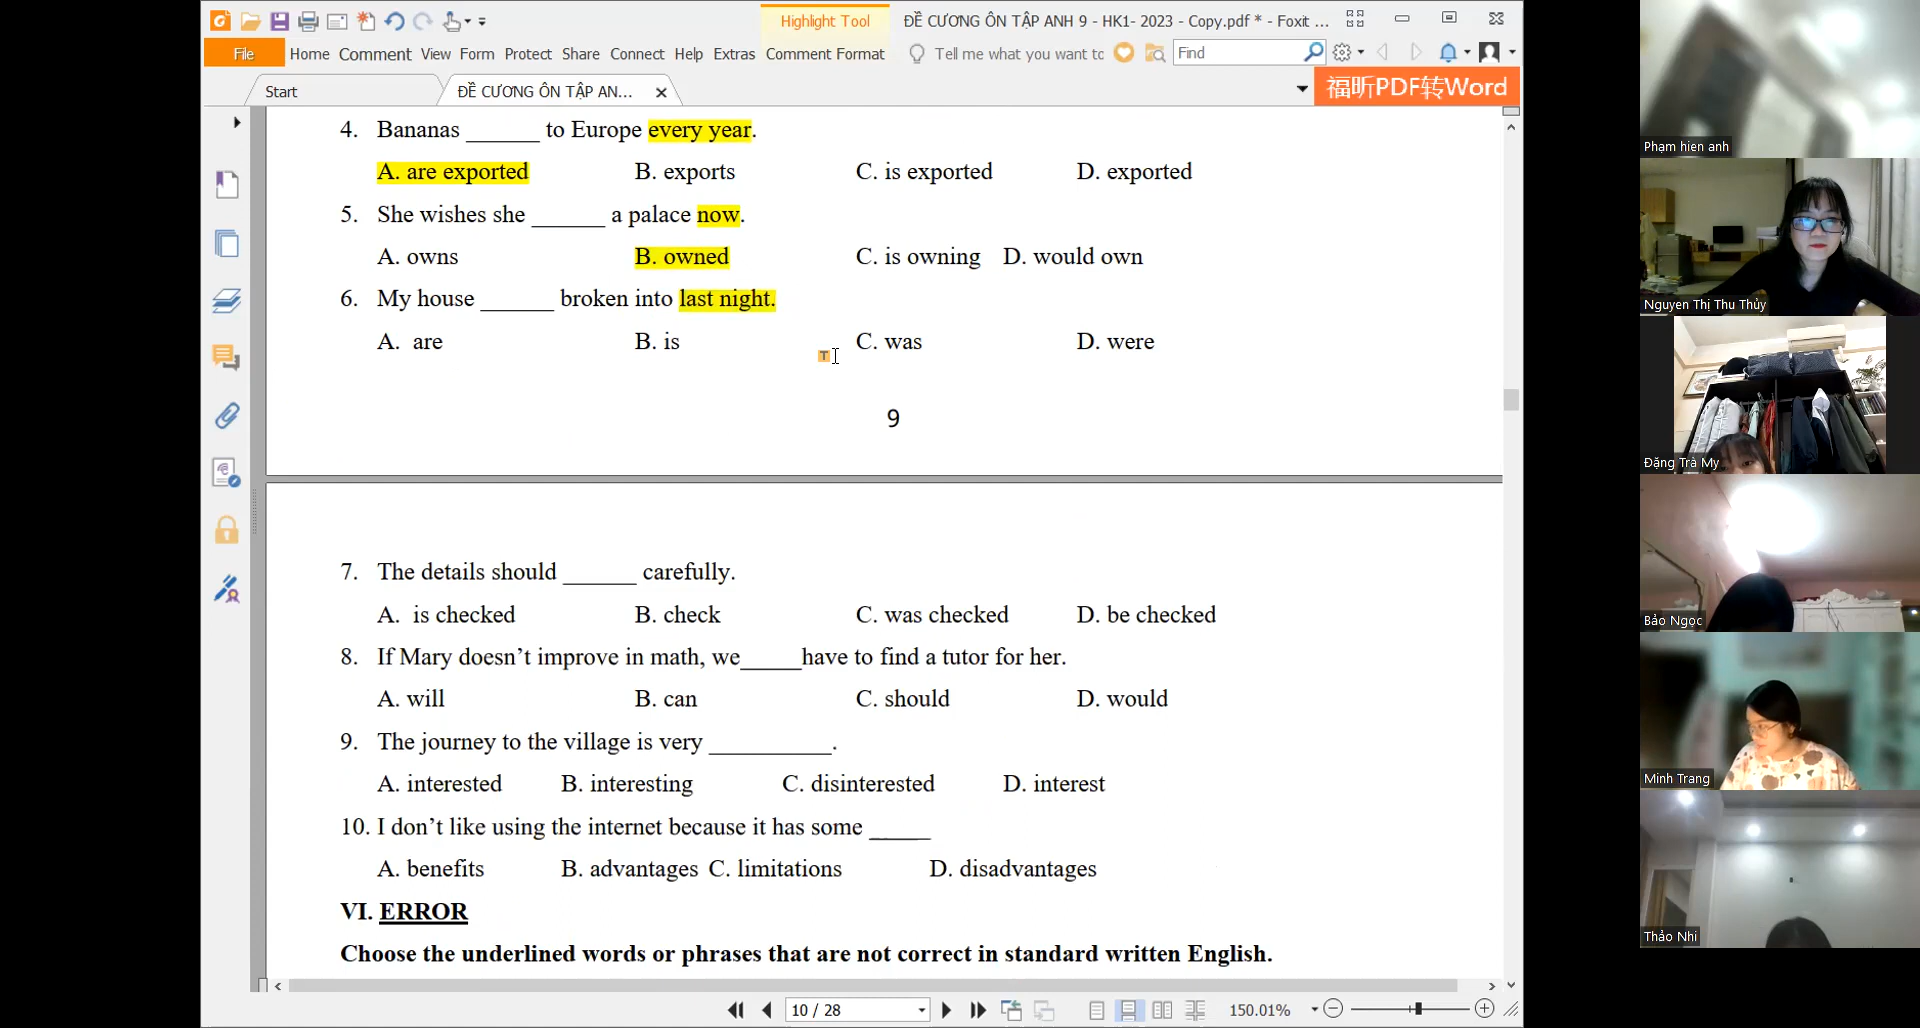 Highlight Tool
ĐỀ CƯƠNG ÔN TẬP ANH 9 - HK1- 2023 - Copy.pdf * - Foxit ...
File Home Comment View Form Protect Share Connect Help Extras Comment Format Tell me what you want to Find
Start ĐỀ CƯƠNG ÔN TẬP AN... 福昕PDF转Word
4. Bananas ______ to Europe every year.
A. are exported B. exports C. is exported D. exported
5. She wishes she ______ a palace now.
A. owns B. owned C. is owning D. would own
6. My house ______ broken into last night.
A. are B. is C. was D. were
9
7. The details should ______ carefully.
A. is checked B. check C. was checked D. be checked
8. If Mary doesn’t improve in math, we_____have to find a tutor for her.
A. will B. can C. should D. would
9. The journey to the village is very __________.
A. interested B. interesting C. disinterested D. interest
10. I don’t like using the internet because it has some _____
A. benefits B. advantages C. limitations D. disadvantages
VI. ERROR
Choose the underlined words or phrases that are not correct in standard written English.
10 / 28 150.01%
Phạm hien anh
Nguyen Thị Thu Thủy
Đặng Trà My
Bảo Ngọc
Minh Trang
Thảo Nhi